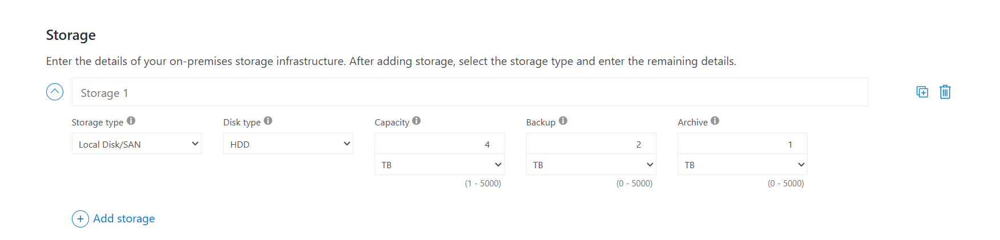 Storage
Enter the details of your on-premises storage infrastructure. After adding storage, select the storage type and enter the remaining details.
Storage 1
Storage type Disk type Capacity Backup Archive
Local Disk/SAN HDD 4 2 1
TB TB TB
(1 - 5000) (0 - 5000) (0 - 5000)
Add storage